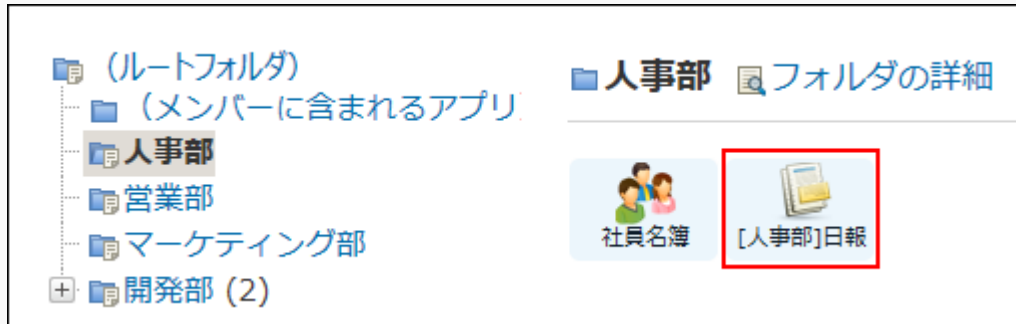 (ルートフォルダ)
(メンバーに含まれるアプリ
人事部
営業部
マーケティング部
開発部 (2)
人事部 フォルダの詳細
社員名簿
[人事部]日報